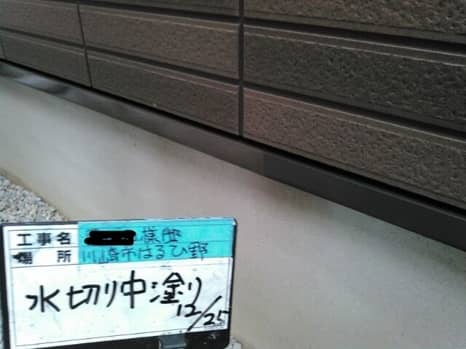 工事名 様邸
場所 川崎市はるひ野
水切り中塗り
12/25